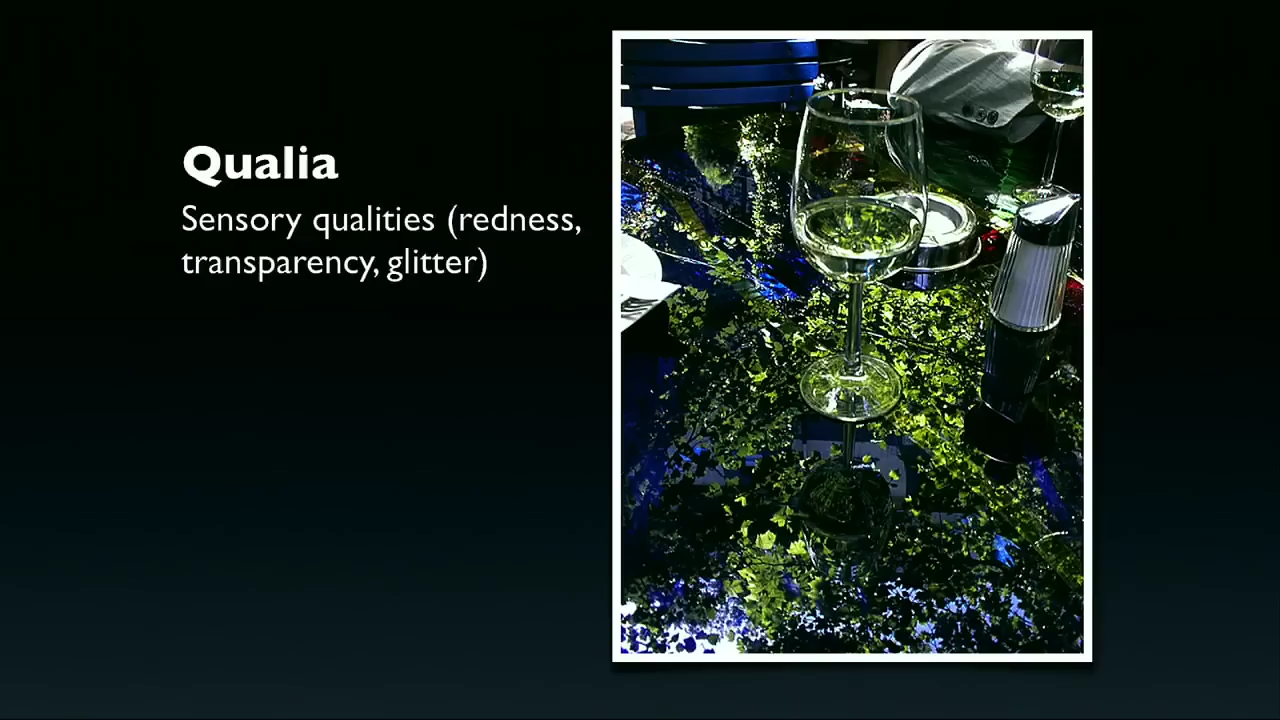 Qualia
Sensory qualities (redness,
transparency, glitter)